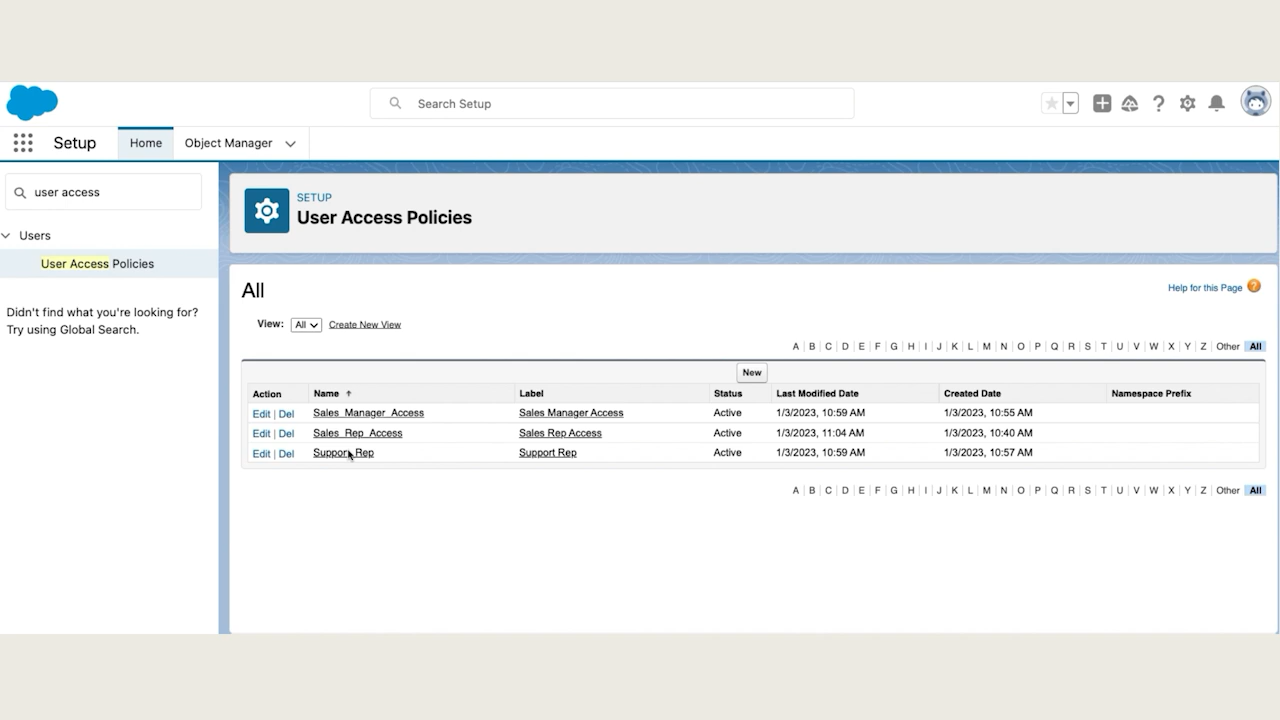 Search Setup
Setup Home Object Manager
user access
Users
User Access Policies
Didn't find what you're looking for?
Try using Global Search.
SETUP
User Access Policies
All
Help for this Page ?
View: All Create New View
A | B | C | D | E | F | G | H | I | J | K | L | M | N | O | P | Q | R | S | T | U | V | W | X | Y | Z | Other All
New
Action Name ↑ Label Status Last Modified Date Created Date Namespace Prefix
Edit | Del Sales_Manager_Access Sales Manager Access Active 1/3/2023, 10:59 AM 1/3/2023, 10:55 AM
Edit | Del Sales_Rep_Access Sales Rep Access Active 1/3/2023, 11:04 AM 1/3/2023, 10:40 AM
Edit | Del Support_Rep Support Rep Active 1/3/2023, 10:59 AM 1/3/2023, 10:57 AM
A | B | C | D | E | F | G | H | I | J | K | L | M | N | O | P | Q | R | S | T | U | V | W | X | Y | Z | Other All